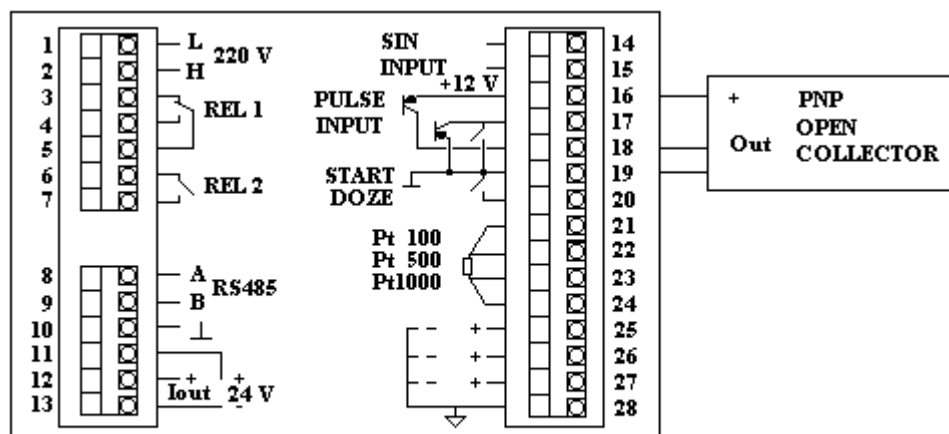 1 L 220 V
2 H
3
4 REL 1
5
6
7 REL 2
8 A RS485
9 B
10
11
12 + +
Iout 24 V
13 -
SIN 14
INPUT 15
+12 V 16
PULSE
INPUT 17
18
START 19
DOZE 20
21
Pt 100
22
Pt 500
23
Pt1000
24
- - + 25
- - + 26
- - + 27
28
+ PNP
Out OPEN
COLLECTOR